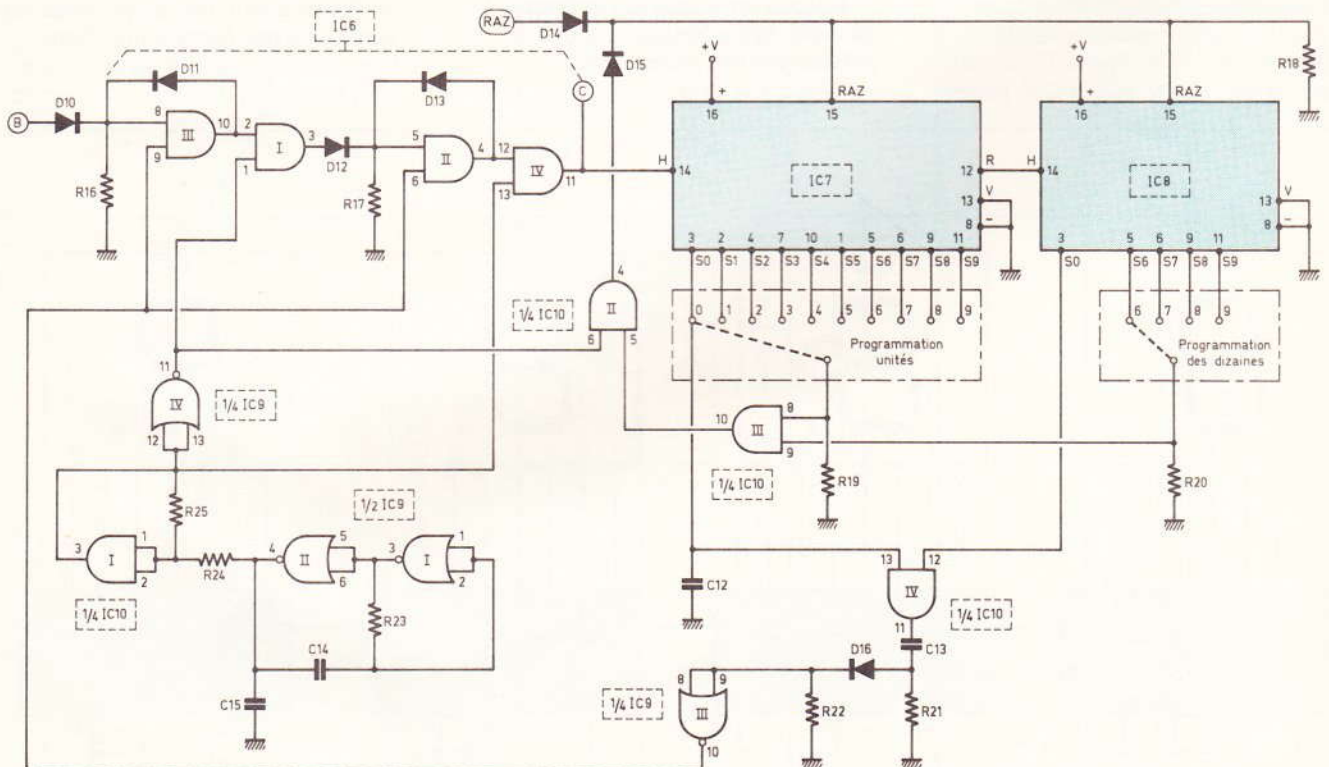 IC6
RAZ
D14
D15
R18
B
D10
D11
8
III
10
9
R16
2
I
3
1
D12
D13
5
II
4
6
R17
12
IV
11
13
C
H
14
+V
+
16
RAZ
15
IC7
12
R
13
V
8
−
3 2 4 7 10 1 5 6 9 11
S0 S1 S2 S3 S4 S5 S6 S7 S8 S9
0 1 2 3 4 5 6 7 8 9
Programmation
unités
H
14
+V
+
16
RAZ
15
IC8
13
V
8
−
3 5 6 9 11
S0 S6 S7 S8 S9
6 7 8 9
Programmation
des dizaines
4
II
1/4 IC10
6 5
11
IV
1/4 IC9
12 13
10
III
8
9
1/4 IC10
R19
R20
R25
1/2 IC9
3
I
1
2
1/4 IC10
R24
4
II
5
6
3
I
1
2
R23
C14
C15
C12
13 12
IV
11
1/4 IC10
C13
D16
R22
R21
1/4 IC9
8 9
III
10